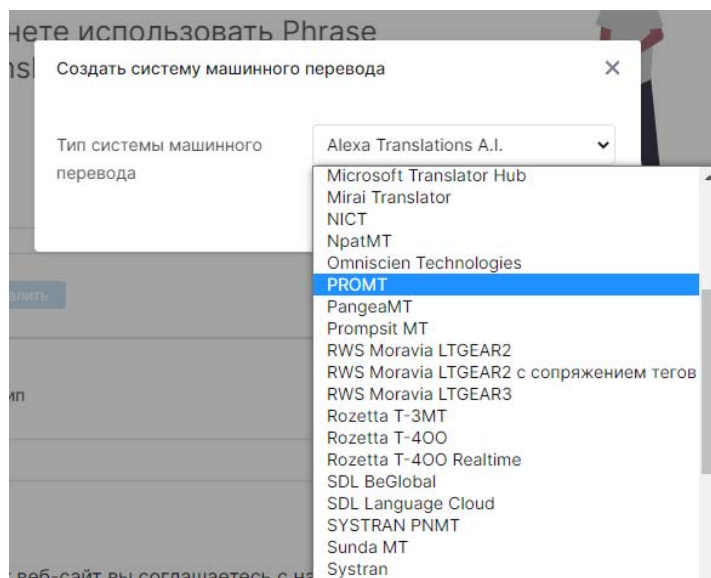 нете использовать Phrase
nsl
Создать систему машинного перевода
Тип системы машинного
перевода
Alexa Translations A.I.
Microsoft Translator Hub
Mirai Translator
NICT
NpatMT
Omniscien Technologies
PROMT
PangeaMT
Prompsit MT
RWS Moravia LTGEAR2
RWS Moravia LTGEAR2 с сопряжением тегов
RWS Moravia LTGEAR3
Rozetta T-3MT
Rozetta T-4OO
Rozetta T-4OO Realtime
SDL BeGlobal
SDL Language Cloud
SYSTRAN PNMT
Sunda MT
Systran
алить
ип
веб-сайт вы соглашаетесь с на